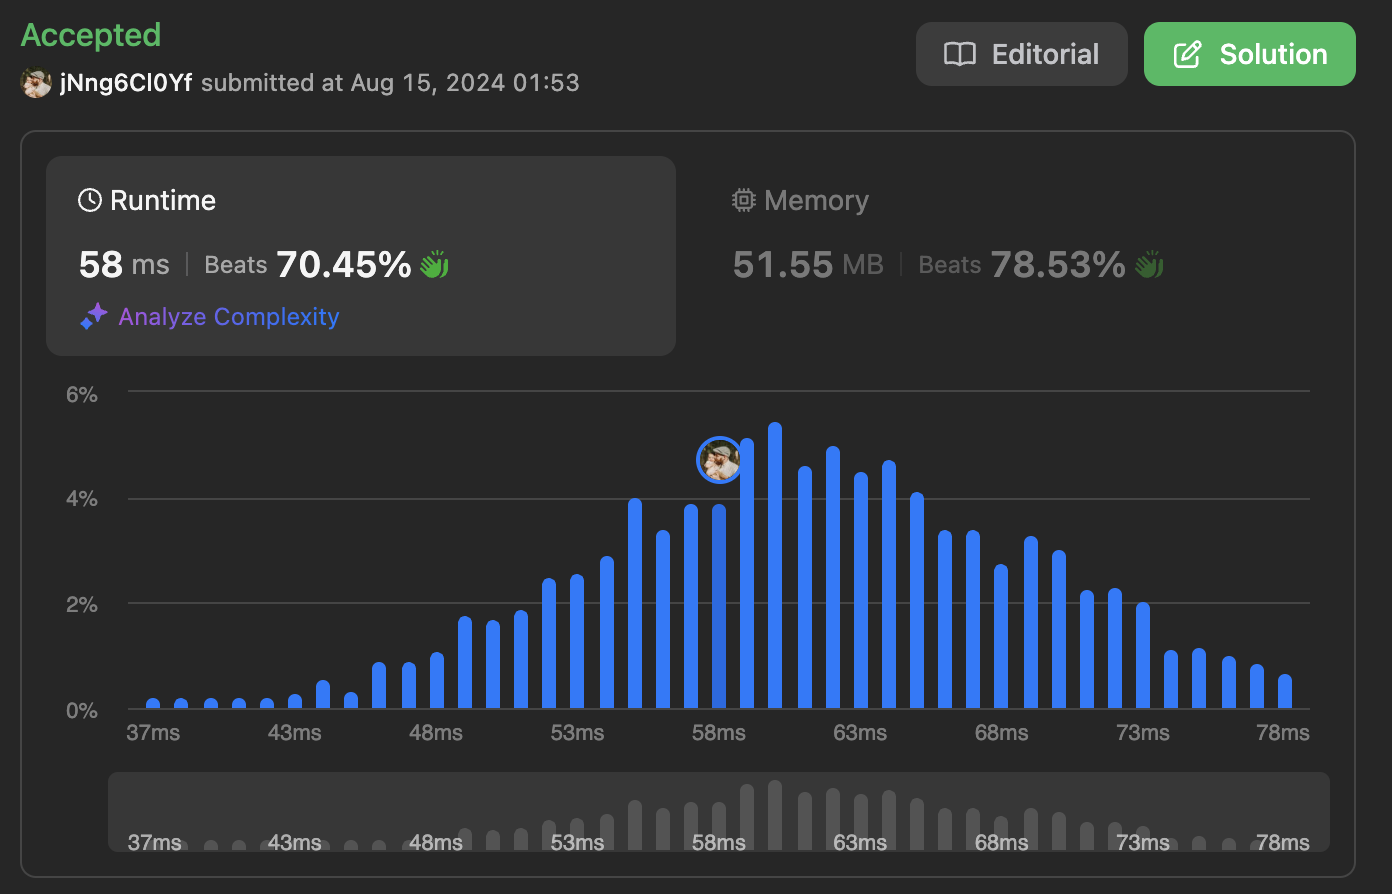 Accepted
Editorial
Solution
jNng6Cl0Yf submitted at Aug 15, 2024 01:53
Runtime
58 ms | Beats 70.45%
Analyze Complexity
Memory
51.55 MB | Beats 78.53%
6%
4%
2%
0%
37ms 43ms 48ms 53ms 58ms 63ms 68ms 73ms 78ms
37ms 43ms 48ms 53ms 58ms 63ms 68ms 73ms 78ms